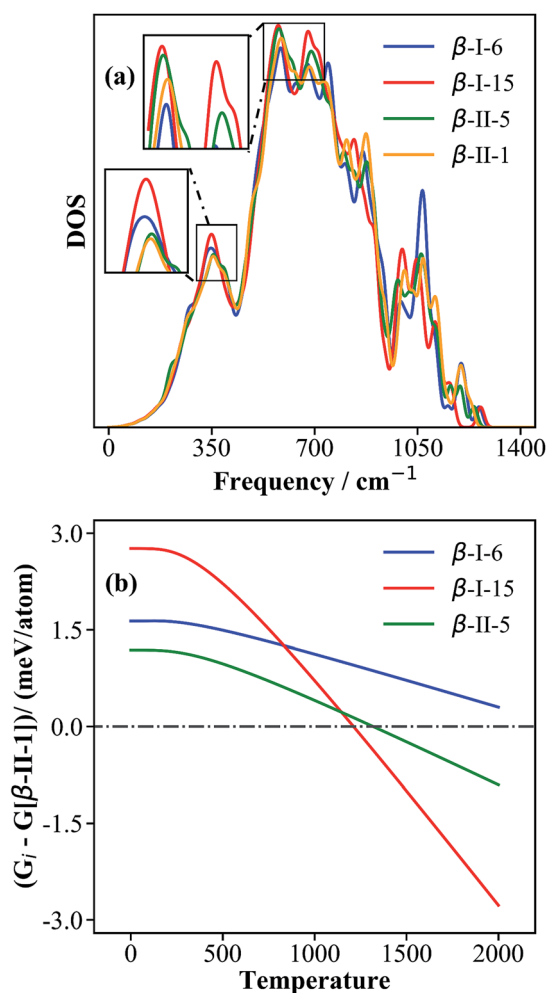 (a)
β-I-6
β-I-15
β-II-5
β-II-1
DOS
0 350 700 1050 1400
Frequency / cm⁻¹
(b)
β-I-6
β-I-15
β-II-5
3.0
1.5
0.0
-1.5
-3.0
(Gᵢ - G[β-II-1])/ (meV/atom)
0 500 1000 1500 2000
Temperature